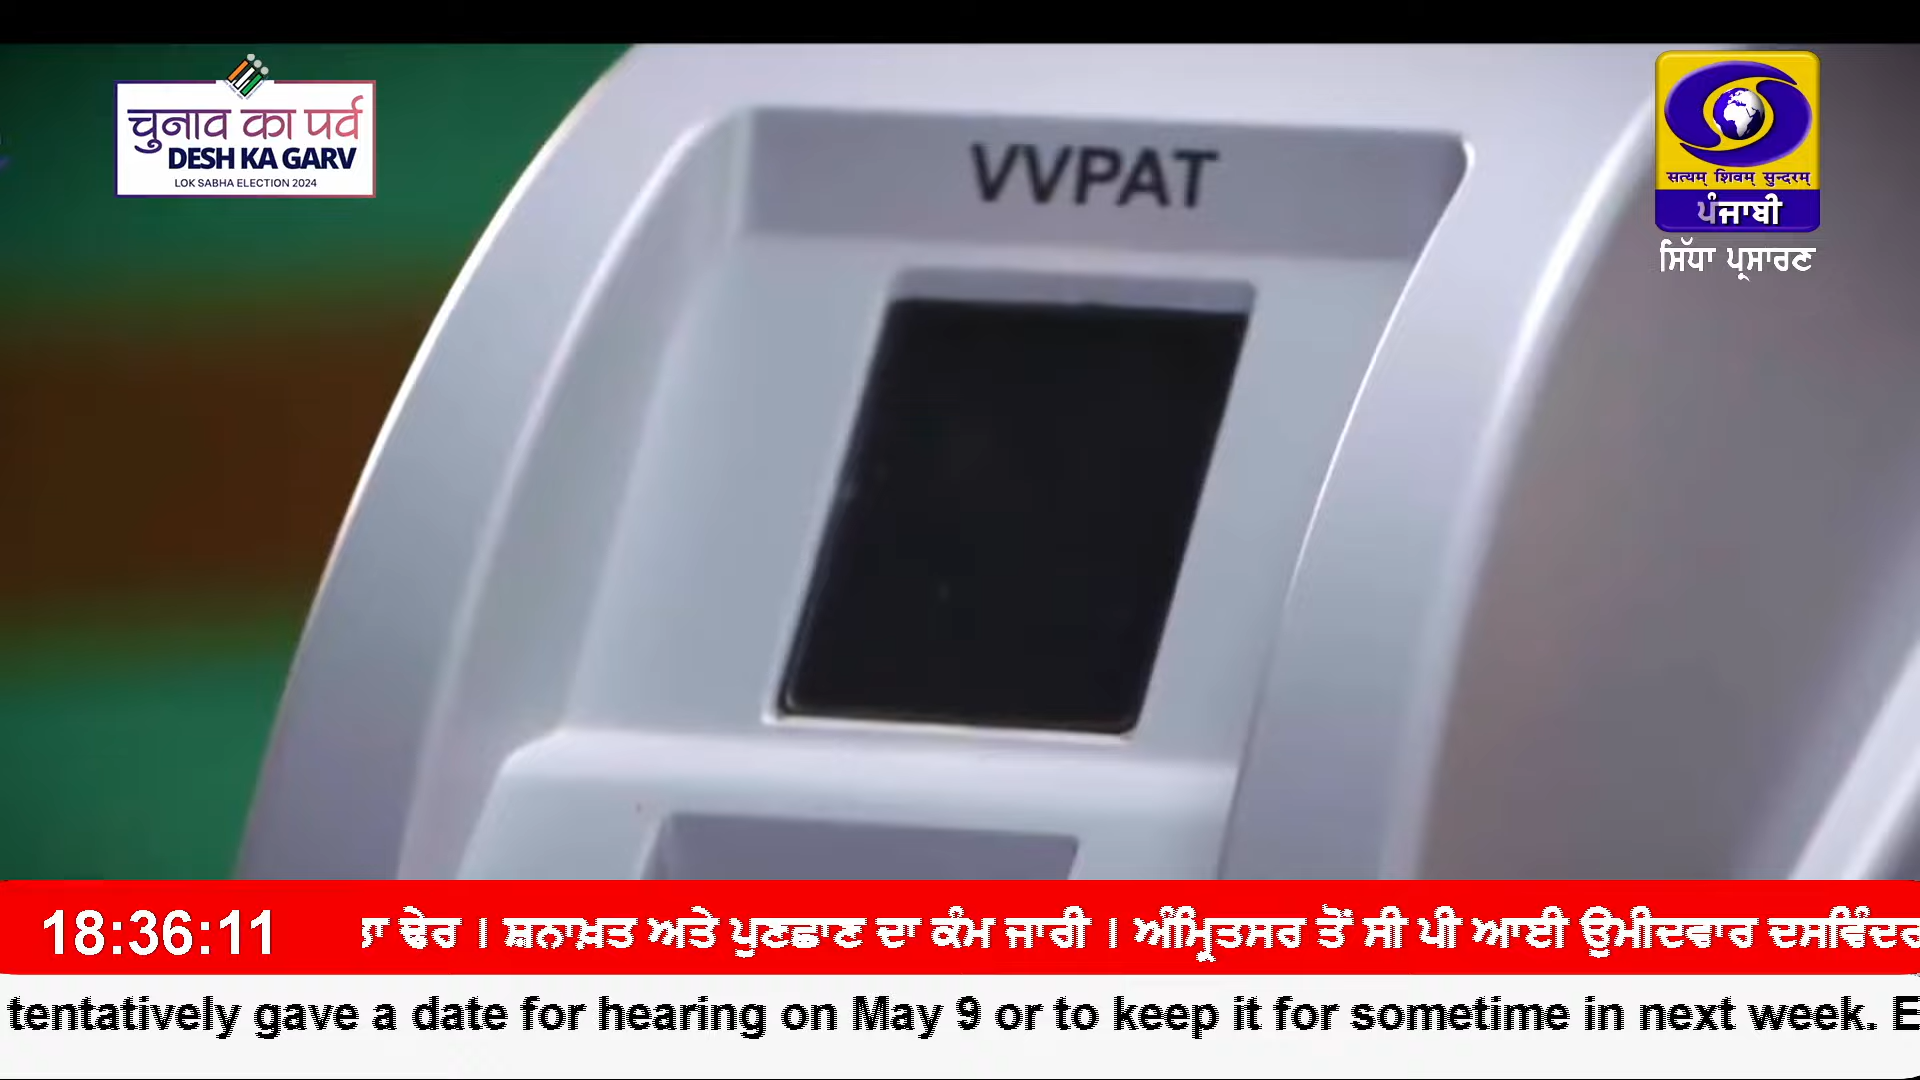 चुनाव का पर्व
DESH KA GARV
LOK SABHA ELECTION 2024
VVPAT
सत्यम् शिवम् सुन्दरम्
ਪੰਜਾਬੀ
ਸਿੱਧਾ ਪ੍ਰਸਾਰਣ
18:36:11
ਢੇਰ । ਸ਼ਨਾਖ਼ਤ ਅਤੇ ਪੁਣਛਾਣ ਦਾ ਕੰਮ ਜਾਰੀ । ਅੰਮ੍ਰਿਤਸਰ ਤੋਂ ਸੀ ਪੀ ਆਈ ਉਮੀਦਵਾਰ ਦਸਵਿੰਦਰ
tentatively gave a date for hearing on May 9 or to keep it for sometime in next week. E